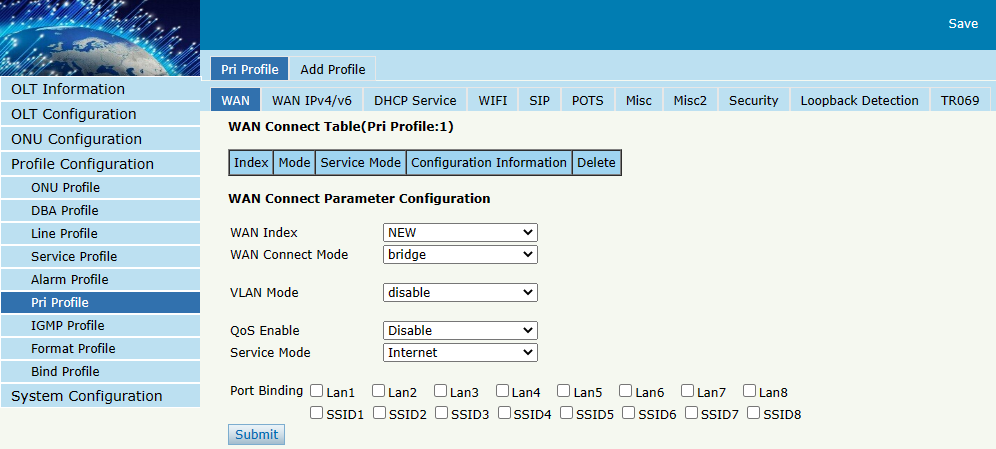 Save
Pri Profile Add Profile
OLT Information
OLT Configuration
ONU Configuration
Profile Configuration
ONU Profile
DBA Profile
Line Profile
Service Profile
Alarm Profile
Pri Profile
IGMP Profile
Format Profile
Bind Profile
System Configuration
WAN WAN IPv4/v6 DHCP Service WIFI SIP POTS Misc Misc2 Security Loopback Detection TR069
WAN Connect Table(Pri Profile:1)
Index Mode Service Mode Configuration Information Delete
WAN Connect Parameter Configuration
WAN Index NEW
WAN Connect Mode bridge
VLAN Mode disable
QoS Enable Disable
Service Mode Internet
Port Binding Lan1 Lan2 Lan3 Lan4 Lan5 Lan6 Lan7 Lan8
SSID1 SSID2 SSID3 SSID4 SSID5 SSID6 SSID7 SSID8
Submit